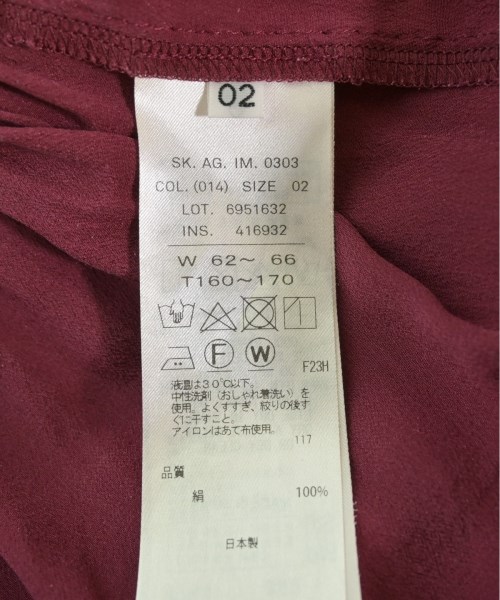 02
SK. AG. IM. 0303
COL. (014) SIZE 02
LOT. 6951632
INS. 416932
W 62〜 66
T160〜170
F W F23H
液温は30℃以下。
中性洗剤（おしゃれ着洗い）を
使用。よくすすぎ、絞りの後す
ぐに干すこと。
アイロンはあて布使用。
117
品質
絹 100%
日本製